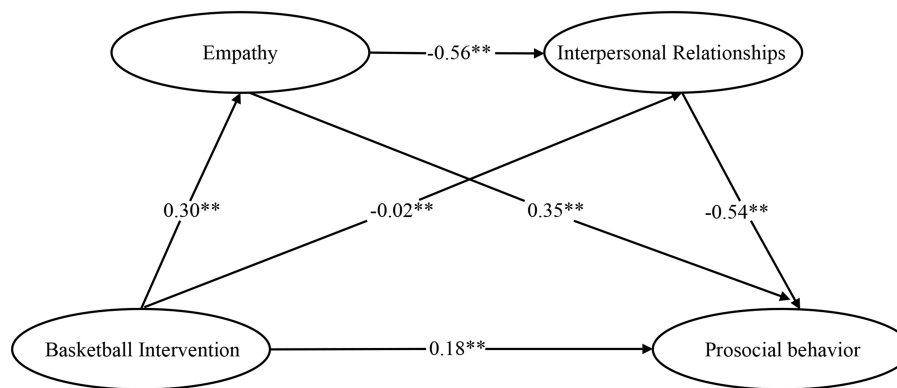 Empathy
-0.56**
Interpersonal Relationships
0.30**
-0.02**
0.35**
-0.54**
Basketball Intervention
0.18**
Prosocial behavior